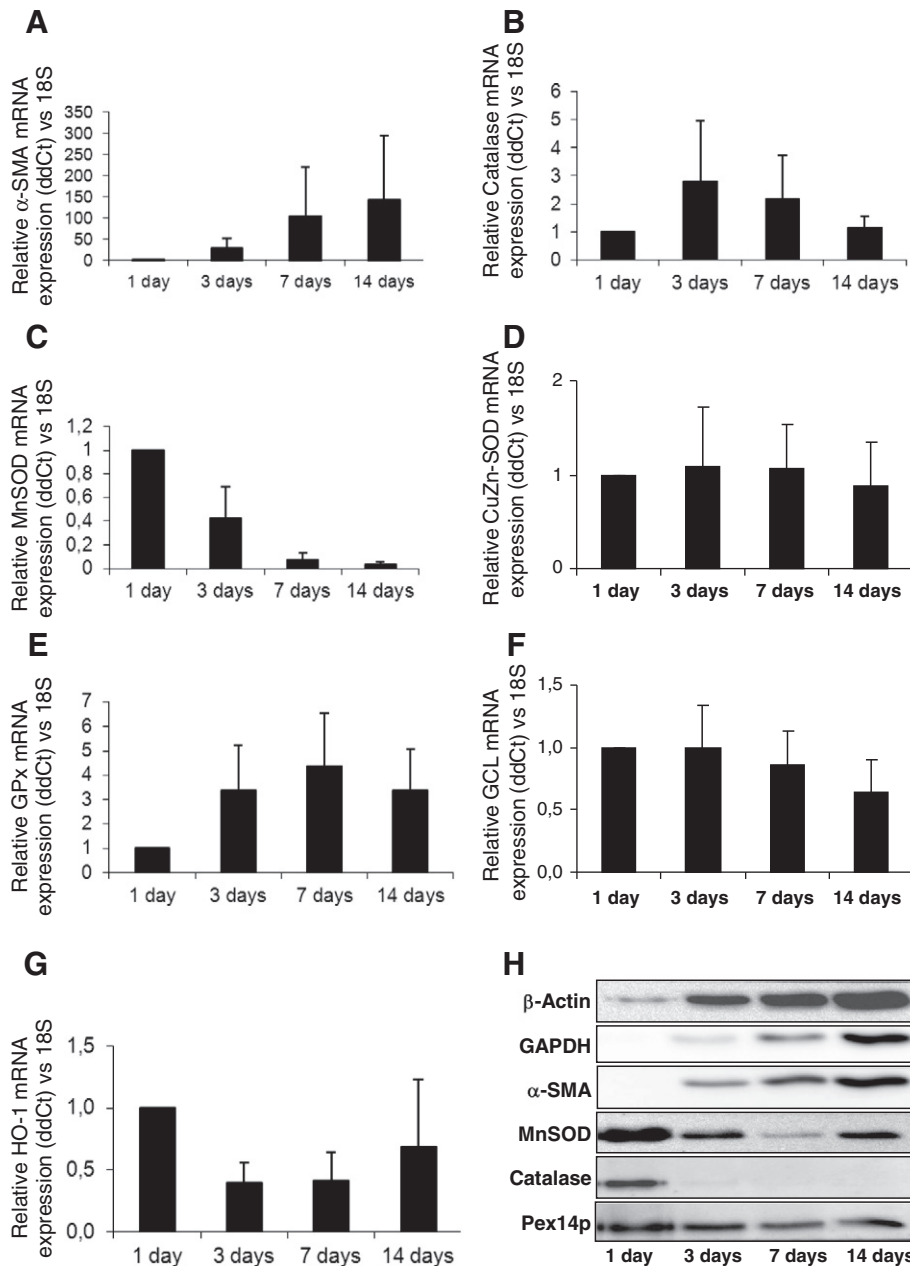 A
Relative α-SMA mRNA
expression (ddCt) vs 18S
350
300
250
200
150
100
50
0
1 day 3 days 7 days 14 days
B
Relative Catalase mRNA
expression (ddCt) vs 18S
6
5
4
3
2
1
0
1 day 3 days 7 days 14 days
C
Relative MnSOD mRNA
expression (ddCt) vs 18S
1,2
1
0,8
0,6
0,4
0,2
0
1 day 3 days 7 days 14 days
D
Relative CuZn-SOD mRNA
expression (ddCt) vs 18S
2
1
0
1 day 3 days 7 days 14 days
E
Relative GPx mRNA
expression (ddCt) vs 18S
7
6
5
4
3
2
1
0
1 day 3 days 7 days 14 days
F
Relative GCL mRNA
expression (ddCt) vs 18S
1,5
1,0
0,5
0,0
1 day 3 days 7 days 14 days
G
Relative HO-1 mRNA
expression (ddCt) vs 18S
1,5
1,0
0,5
0,0
1 day 3 days 7 days 14 days
H
β-Actin
GAPDH
α-SMA
MnSOD
Catalase
Pex14p
1 day 3 days 7 days 14 days